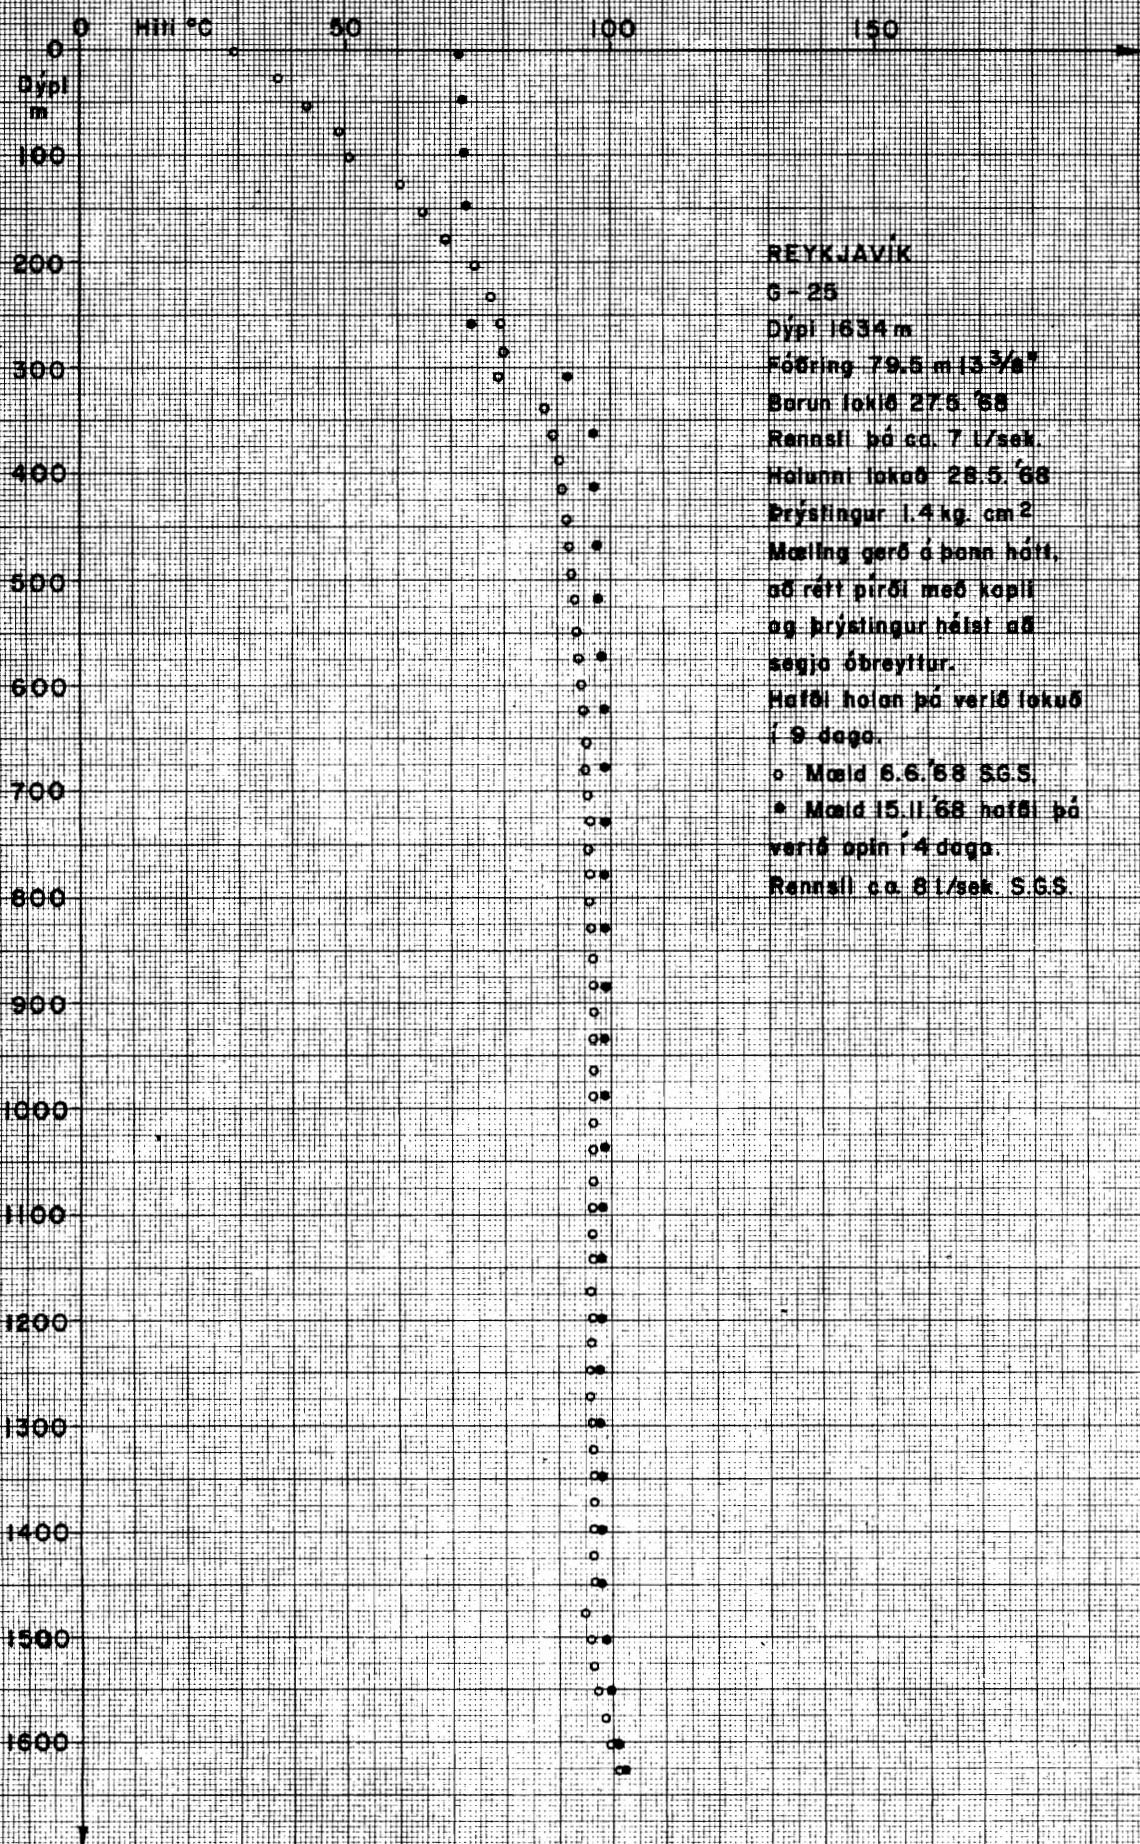 0 Hiti °C 50 100 150
0
Dýpi
m
100
200
300
400
500
600
700
800
900
1000
1100
1200
1300
1400
1500
1600
REYKJAVÍK
G-25
Dýpi 1634 m
Fóðring 79.5 m 13 3/8"
Borun lokið 27.5. '68
Rennsli þá ca. 7 l/sek.
Holunni lokað 28.5. '68
Þrýstingur 1.4 kg. cm2
Mæling gerð á þann hátt,
að rétt pírði með kapli
og þrýstingur hélst að
segja óbreyttur.
Hafði holan þá verið lokuð
í 9 daga.
o Mæld 6.6.'68 S.G.S.
• Mæld 15.11.'68 hafði þá
verið opin í 4 daga.
Rennsli ca. 8 l/sek. S.G.S.